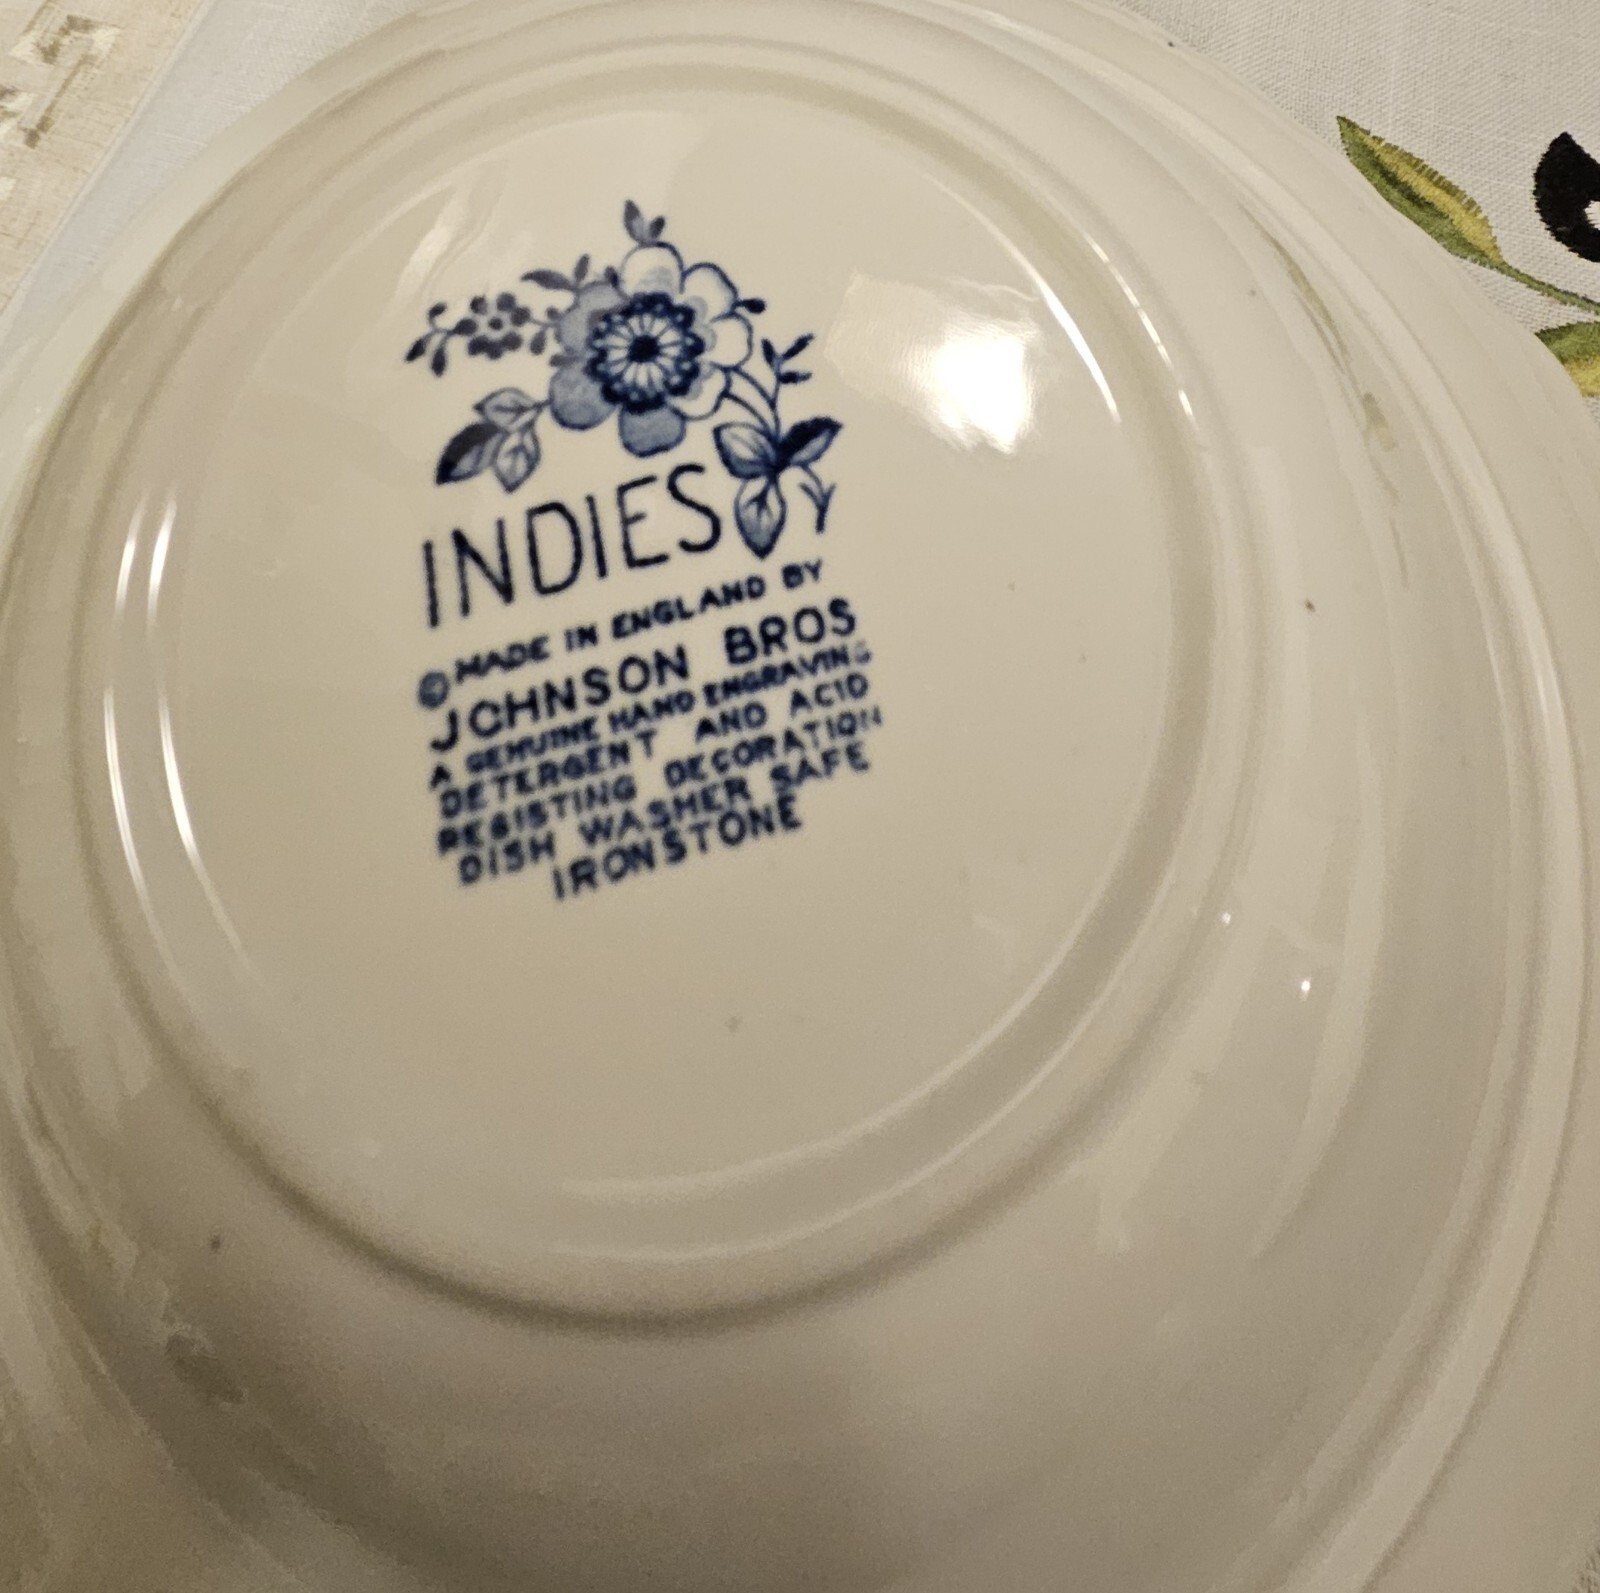 INDIES
© MADE IN ENGLAND BY
JOHNSON BROS
A GENUINE HAND ENGRAVING
DETERGENT AND ACID
RESISTING DECORATION
DISH WASHER SAFE
IRONSTONE